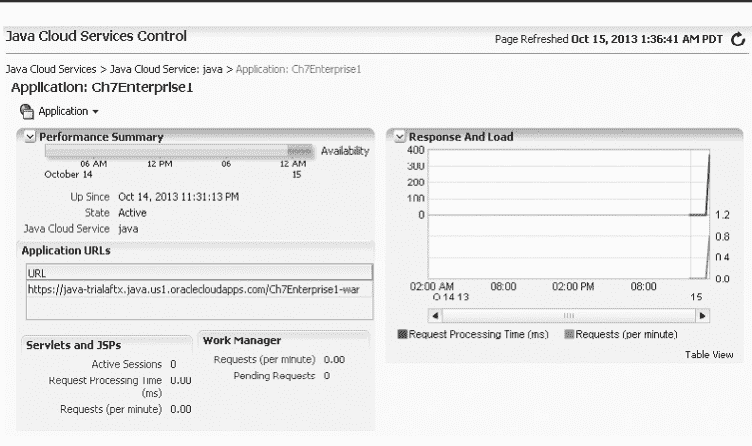 Java Cloud Services Control
Page Refreshed Oct 15, 2013 1:36:41 AM PDT
Java Cloud Services > Java Cloud Service: java > Application: Ch7Enterprise1
Application: Ch7Enterprise1
Application
Performance Summary
Availability
06 AM 12 PM 06 12 AM
October 14 15
Up Since Oct 14, 2013 11:31:13 PM
State Active
Java Cloud Service java
Application URLs
URL
https://java-trialaftx.java.us1.oraclecloudapps.com/Ch7Enterprise1-war
Servlets and JSPs
Active Sessions 0
Request Processing Time 0.00
(ms)
Requests (per minute) 0.00
Work Manager
Requests (per minute) 0.00
Pending Requests 0
Response And Load
400
300
200
100
0 1.2
0.8
0.4
0.0
02:00 AM 08:00 02:00 PM 08:00
O 14 13 15
Request Processing Time (ms) Requests (per minute)
Table View